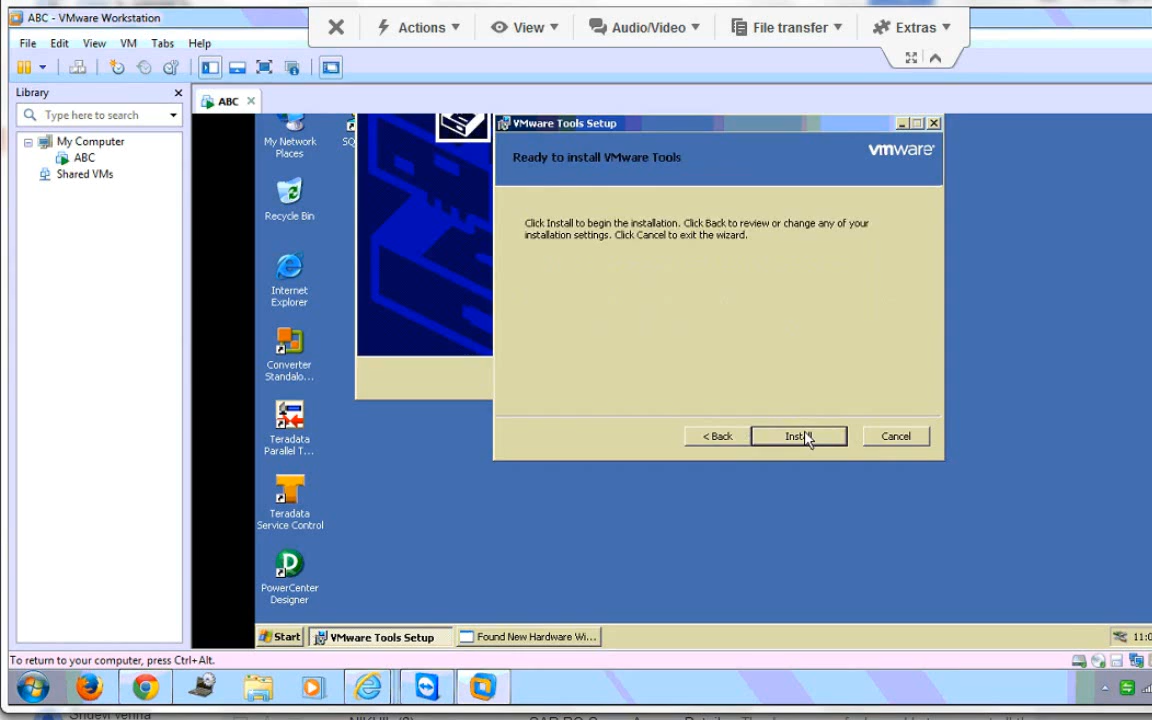 ABC - VMware Workstation
Actions
View
Audio/Video
File transfer
Extras
File Edit View VM Tabs Help
Library
ABC
Type here to search
My Computer
ABC
Shared VMs
My Network
Places
SQ
Recycle Bin
Internet
Explorer
Converter
Standalo...
Teradata
Parallel T...
Teradata
Service Control
PowerCenter
Designer
VMware Tools Setup
Ready to install VMware Tools
vmware
Click Install to begin the installation. Click Back to review or change any of your
installation settings. Click Cancel to exit the wizard.
< Back
Install
Cancel
Start
VMware Tools Setup
Found New Hardware Wi...
11:0
To return to your computer, press Ctrl+Alt.